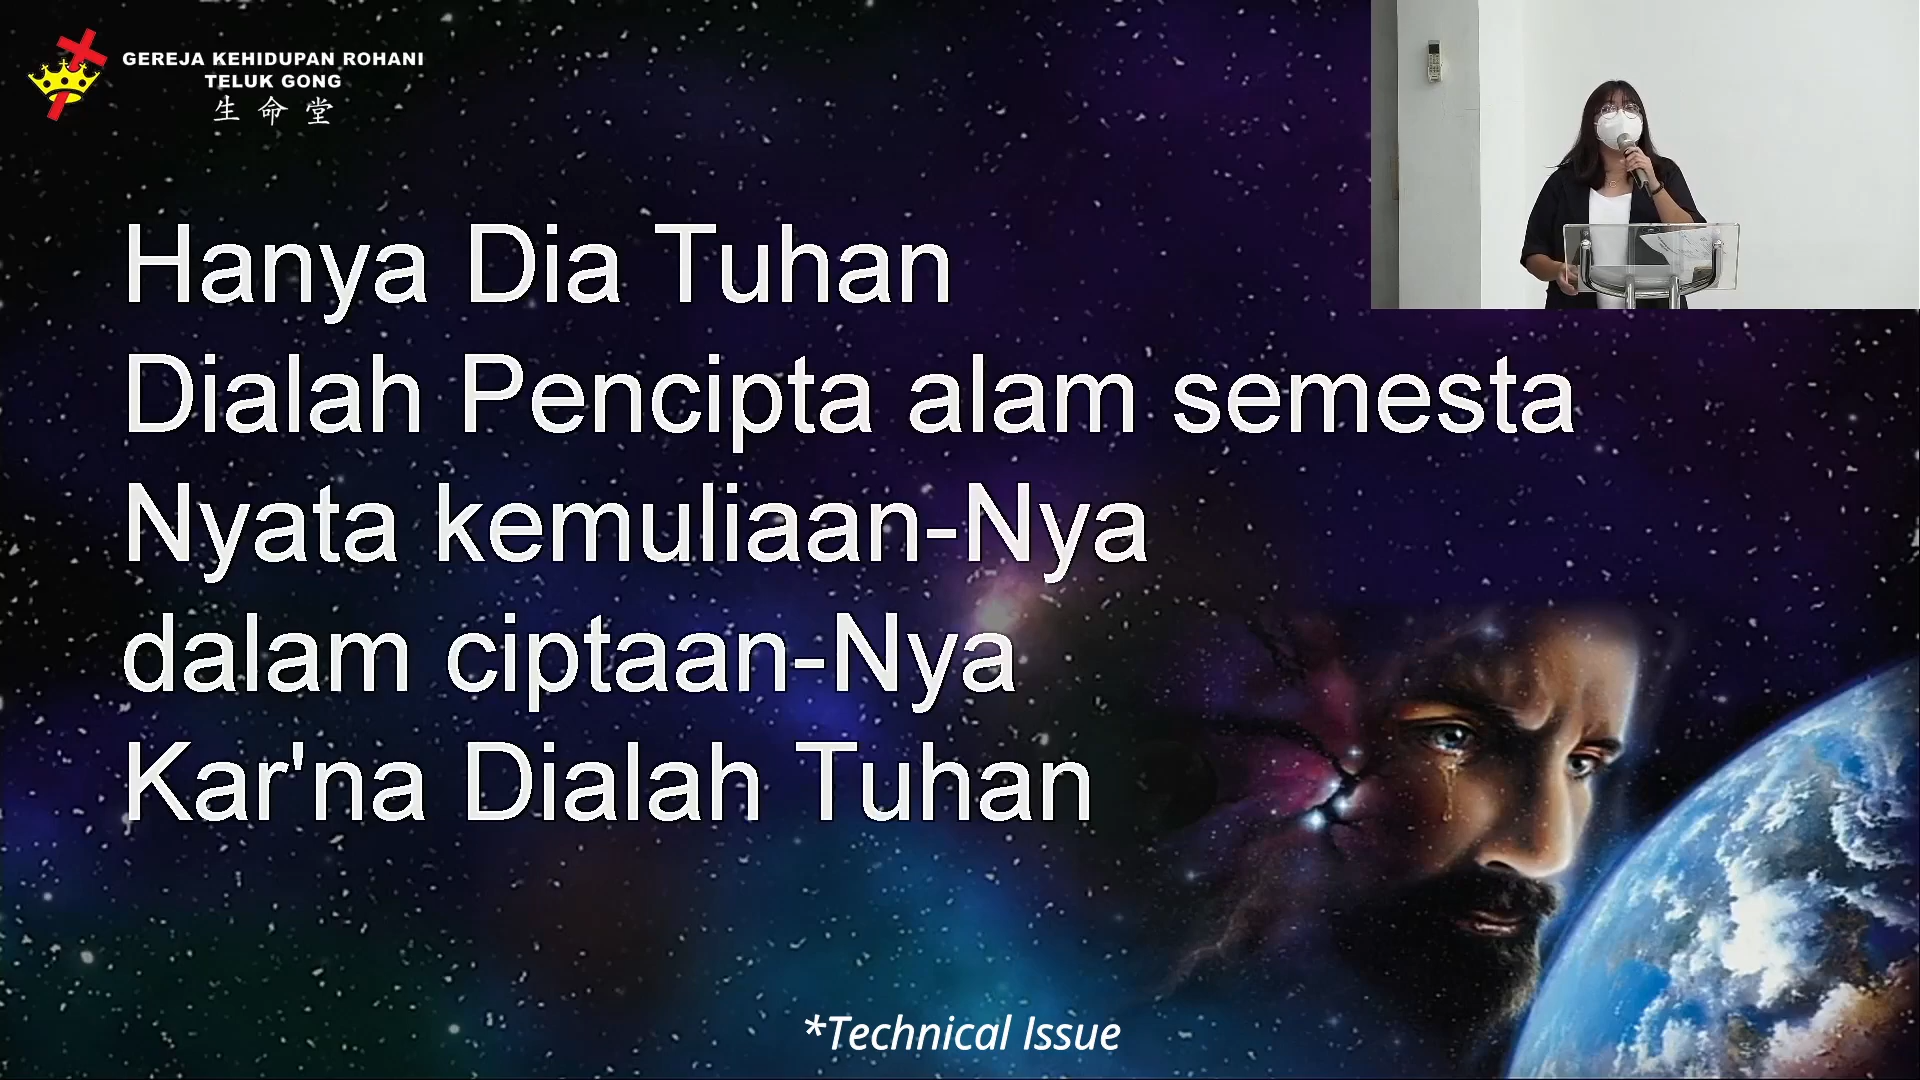 GEREJA KEHIDUPAN ROHANI
TELUK GONG
生命堂
Hanya Dia Tuhan
Dialah Pencipta alam semesta
Nyata kemuliaan-Nya
dalam ciptaan-Nya
Kar'na Dialah Tuhan
*Technical Issue